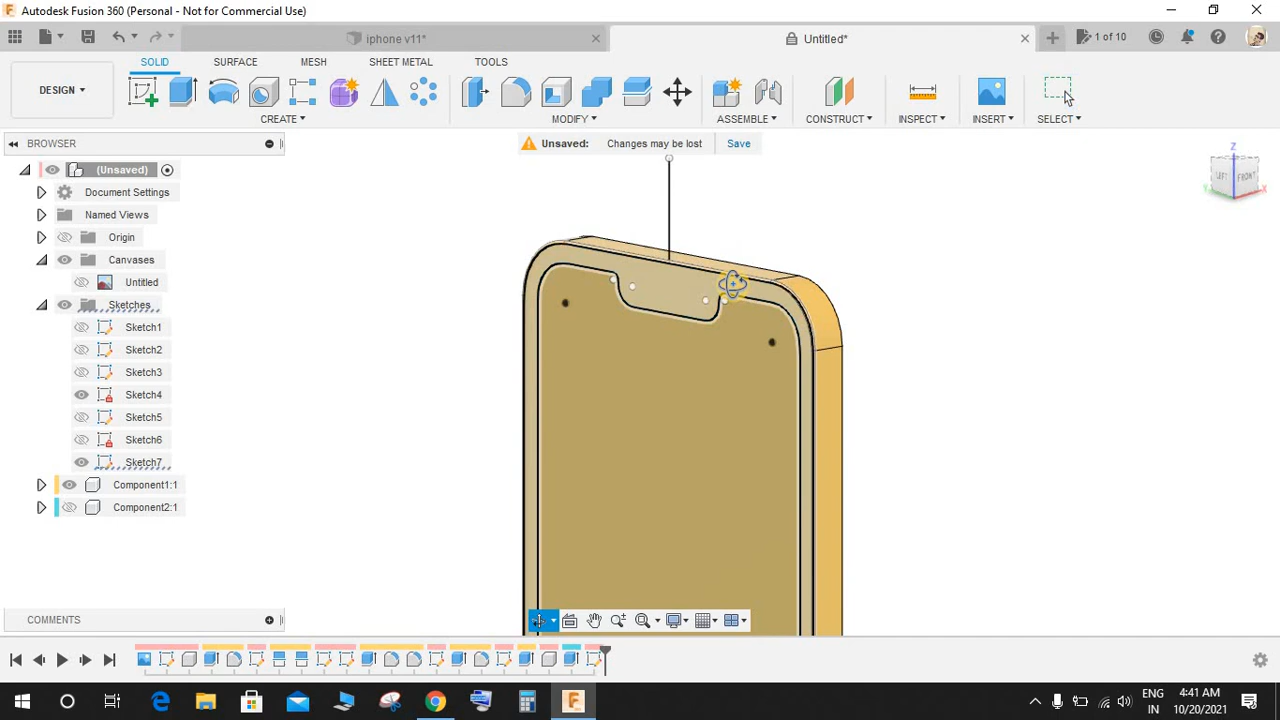 Autodesk Fusion 360 (Personal - Not for Commercial Use)
iphone v11*
Untitled*
1 of 10
DESIGN
SOLID
SURFACE
MESH
SHEET METAL
TOOLS
CREATE
MODIFY
ASSEMBLE
CONSTRUCT
INSPECT
INSERT
SELECT
BROWSER
Unsaved: Changes may be lost Save
(Unsaved)
Document Settings
Named Views
Origin
Canvases
Untitled
Sketches
Sketch1
Sketch2
Sketch3
Sketch4
Sketch5
Sketch6
Sketch7
Component1:1
Component2:1
Z
LEFT
FRONT
Y
X
COMMENTS
ENG
IN
4:41 AM
10/20/2021